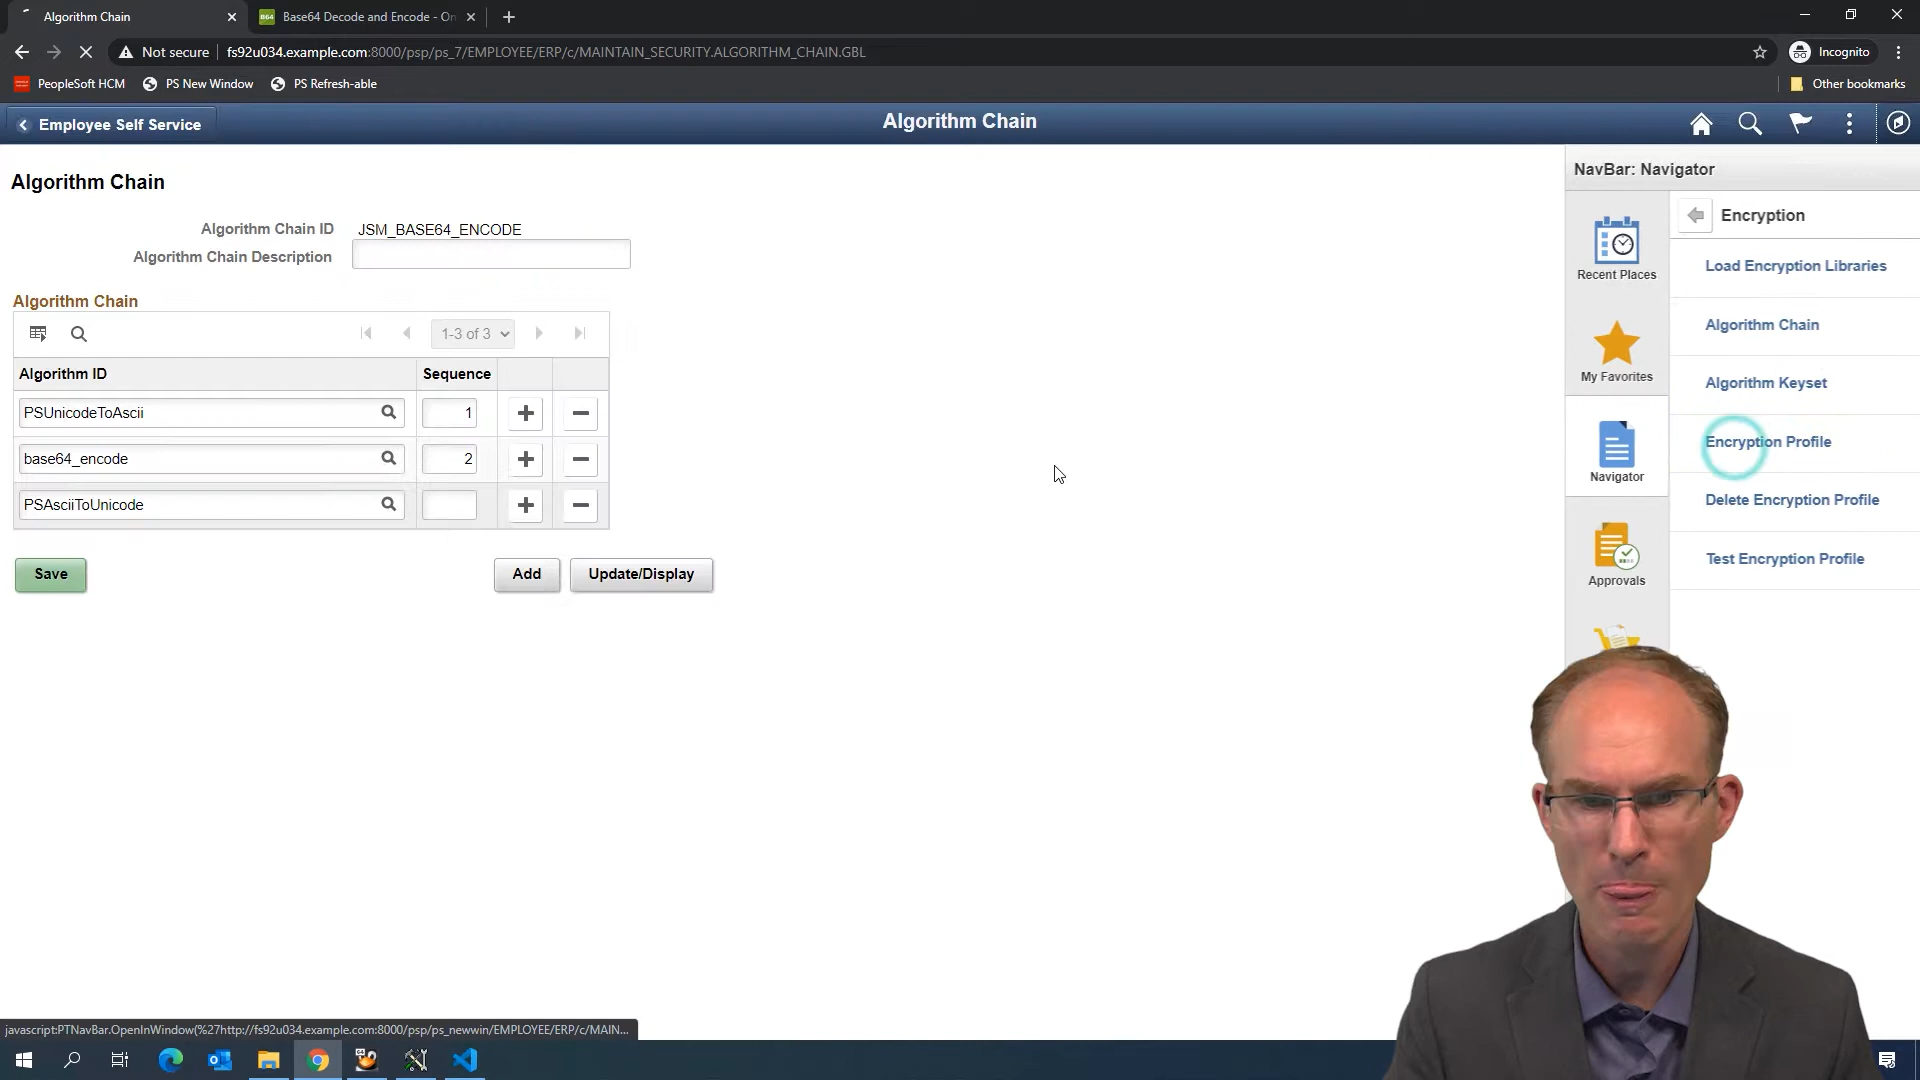 Algorithm Chain
Base64 Decode and Encode - On
Not secure
fs92u034.example.com:8000/psp/ps_7/EMPLOYEE/ERP/c/MAINTAIN_SECURITY.ALGORITHM_CHAIN.GBL
Incognito
PeopleSoft HCM
PS New Window
PS Refresh-able
Other bookmarks
Employee Self Service
Algorithm Chain
NavBar: Navigator
Algorithm Chain
Algorithm Chain ID JSM_BASE64_ENCODE
Algorithm Chain Description
Algorithm Chain
1-3 of 3
Algorithm ID Sequence
PSUnicodeToAscii 1
base64_encode 2
PSAsciiToUnicode
Save
Add
Update/Display
Recent Places
My Favorites
Navigator
Approvals
Encryption
Load Encryption Libraries
Algorithm Chain
Algorithm Keyset
Encryption Profile
Delete Encryption Profile
Test Encryption Profile
javascript:PTNavBar.OpenInWindow(%27http://fs92u034.example.com:8000/psp/ps_newwin/EMPLOYEE/ERP/c/MAIN...